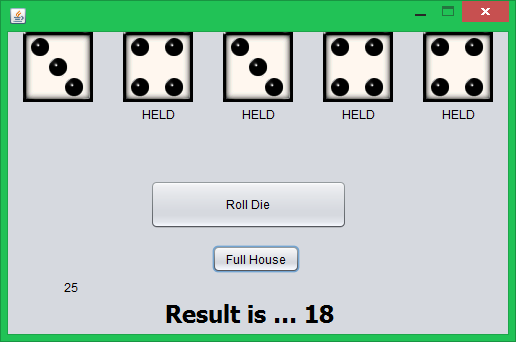 HELD HELD HELD HELD
Roll Die
Full House
25
Result is ... 18